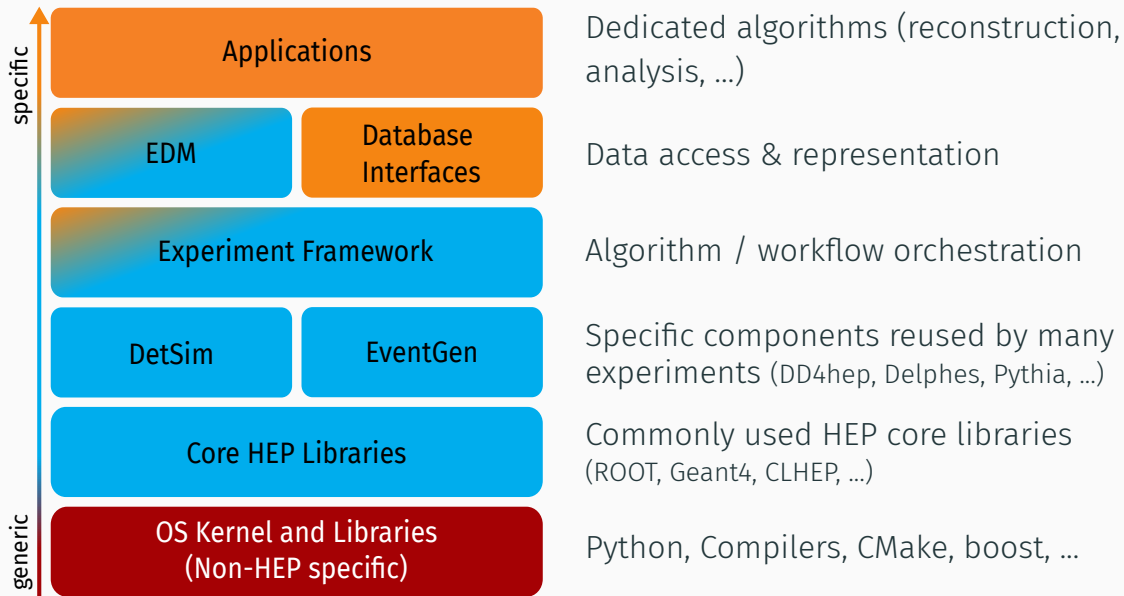 specific
Applications
Dedicated algorithms (reconstruction,
analysis, ...)
EDM
Database
Interfaces
Data access & representation
Experiment Framework
Algorithm / workflow orchestration
DetSim
EventGen
Specific components reused by many
experiments (DD4hep, Delphes, Pythia, ...)
Core HEP Libraries
Commonly used HEP core libraries
(ROOT, Geant4, CLHEP, ...)
generic
OS Kernel and Libraries
(Non-HEP specific)
Python, Compilers, CMake, boost, ...